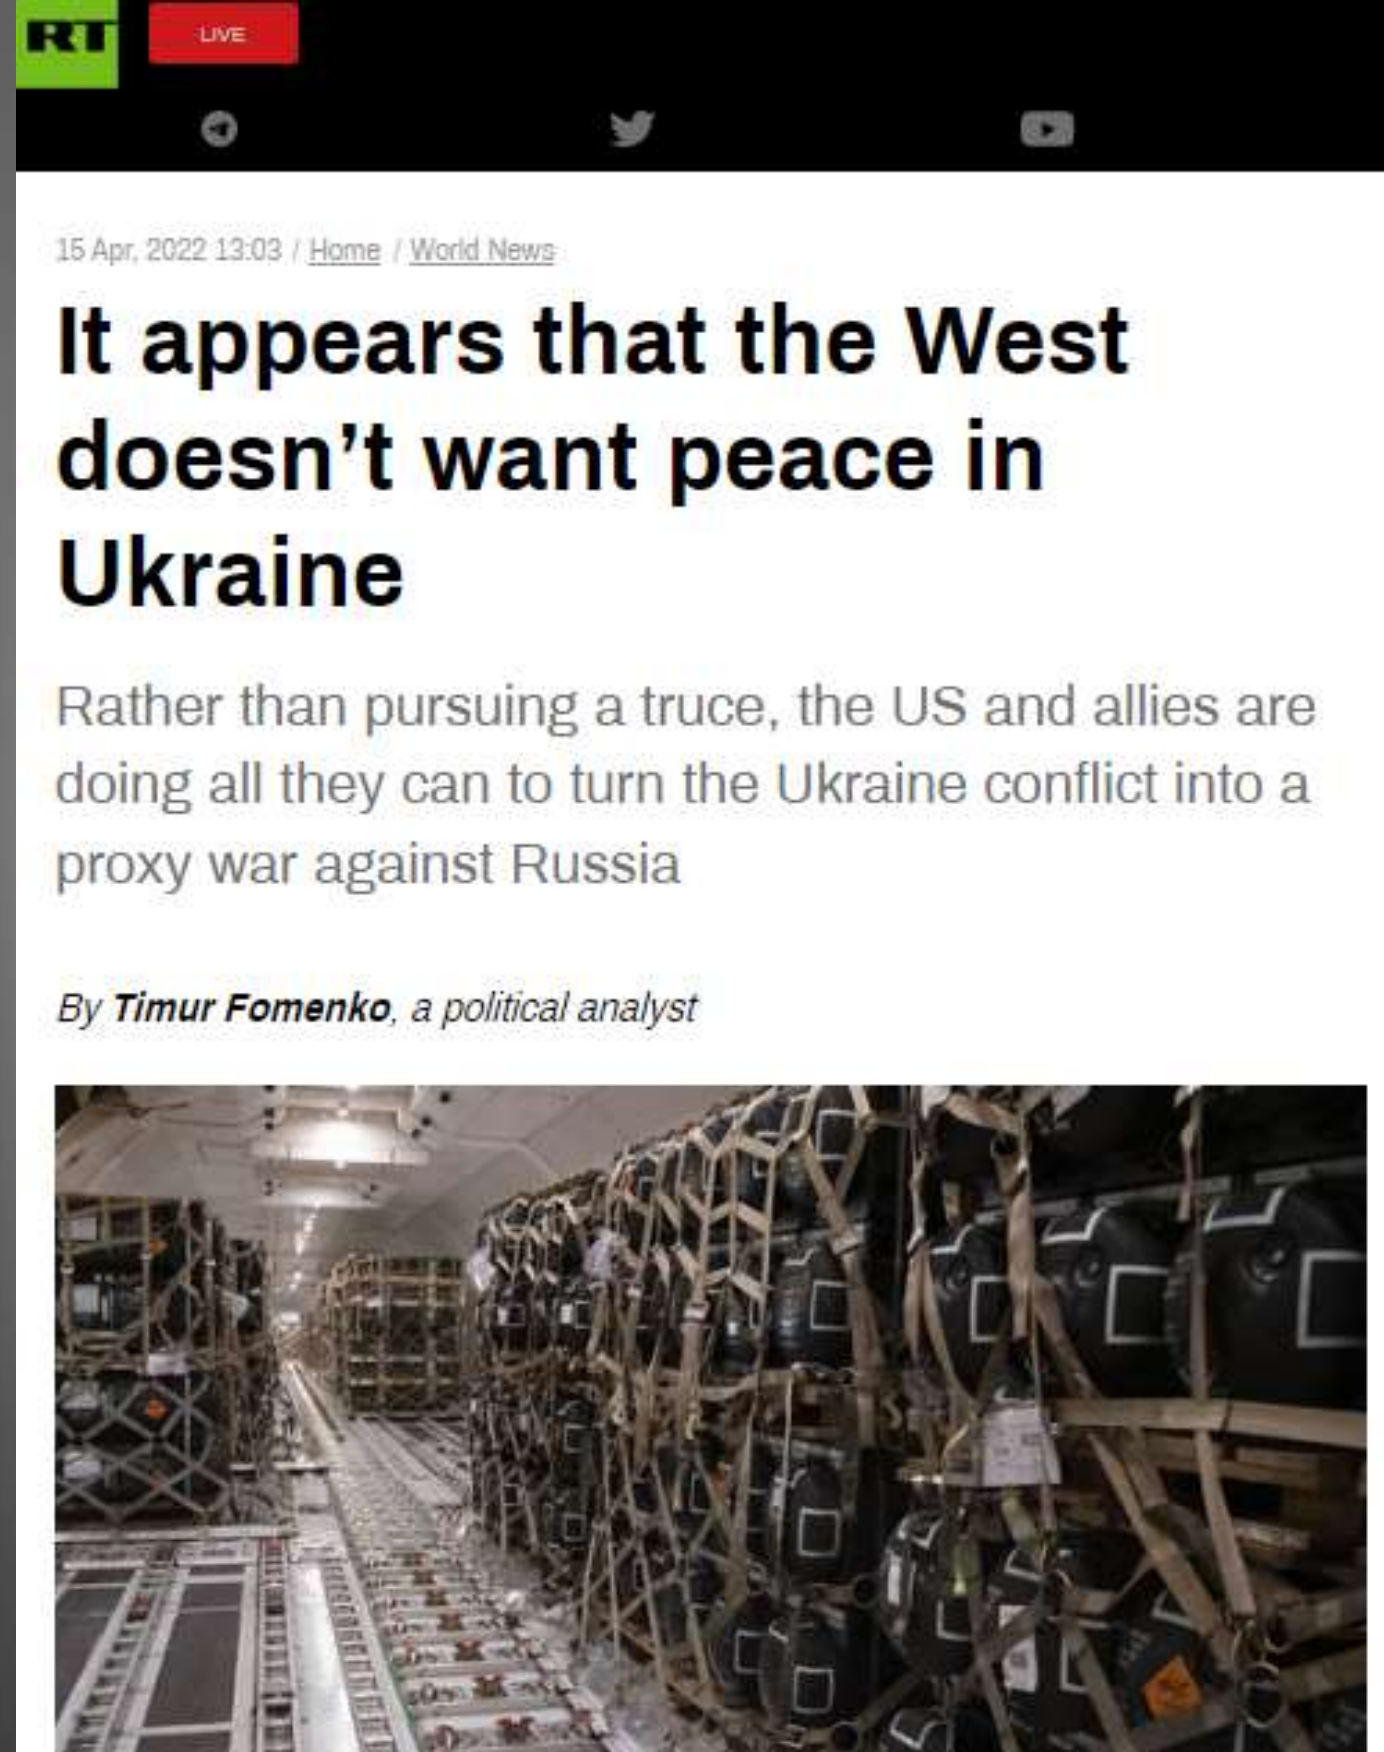 RT
LIVE
15 Apr, 2022 13:03 / Home / World News
It appears that the West
doesn't want peace in
Ukraine
Rather than pursuing a truce, the US and allies are
doing all they can to turn the Ukraine conflict into a
proxy war against Russia
By Timur Fomenko, a political analyst